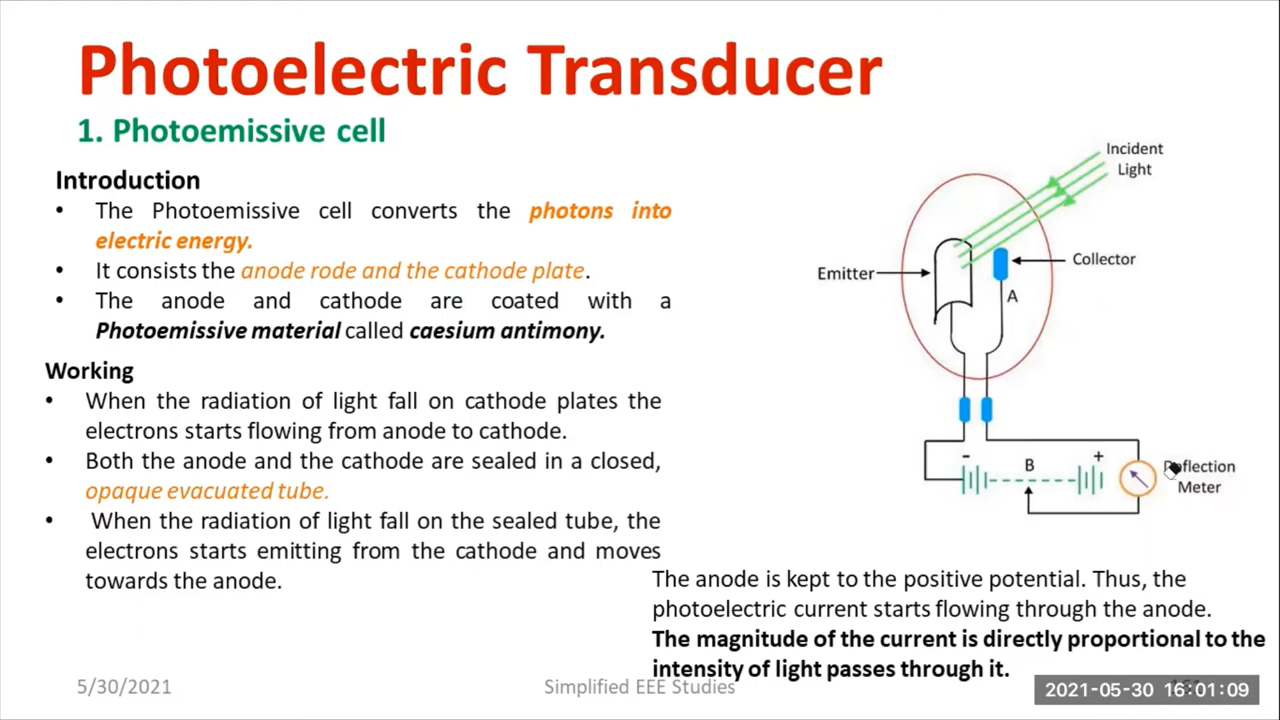 Photoelectric Transducer
1. Photoemissive cell
Introduction
• The Photoemissive cell converts the photons into
electric energy.
• It consists the anode rode and the cathode plate.
• The anode and cathode are coated with a
Photoemissive material called caesium antimony.
Working
• When the radiation of light fall on cathode plates the
electrons starts flowing from anode to cathode.
• Both the anode and the cathode are sealed in a closed,
opaque evacuated tube.
• When the radiation of light fall on the sealed tube, the
electrons starts emitting from the cathode and moves
towards the anode.
Incident
Light
Emitter
Collector
A
-
B
+
Meter
The anode is kept to the positive potential. Thus, the
photoelectric current starts flowing through the anode.
The magnitude of the current is directly proportional to the
intensity of light passes through it.
5/30/2021
Simplified EEE Studies
2021-05-30 16:01:09